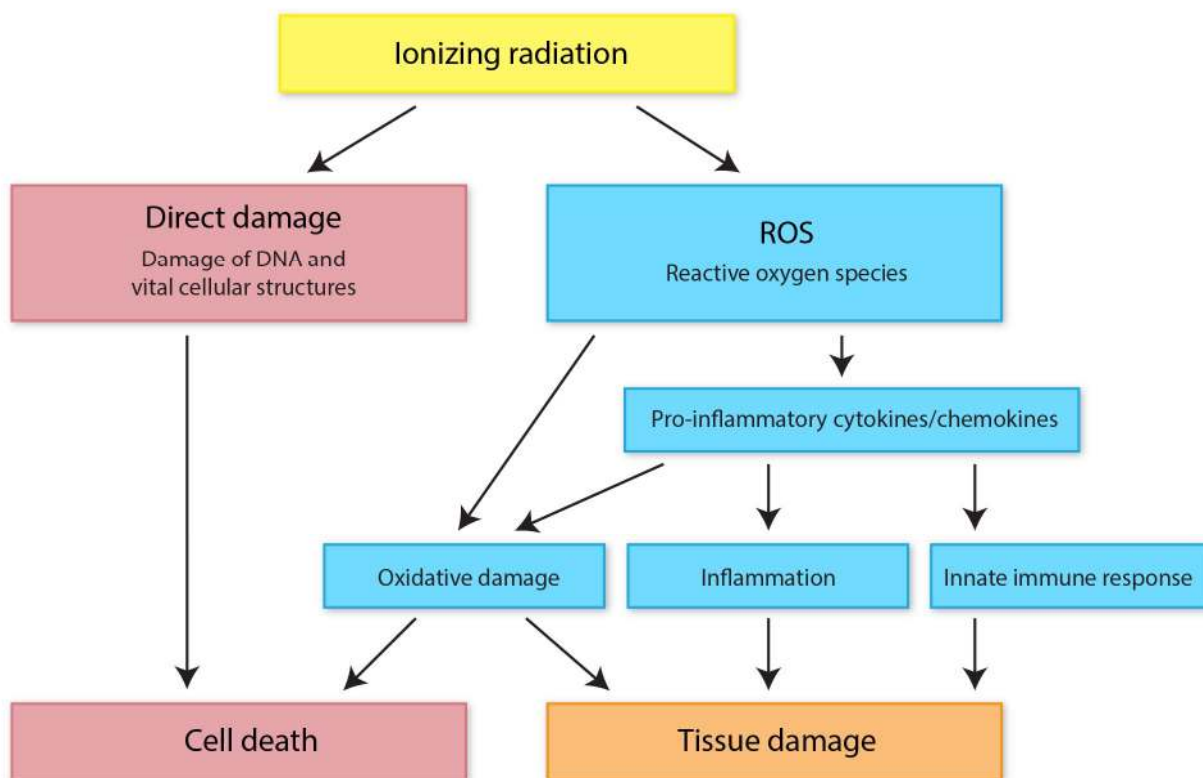 Ionizing radiation
Direct damage
Damage of DNA and
vital cellular structures
ROS
Reactive oxygen species
Pro-inflammatory cytokines/chemokines
Oxidative damage
Inflammation
Innate immune response
Cell death
Tissue damage